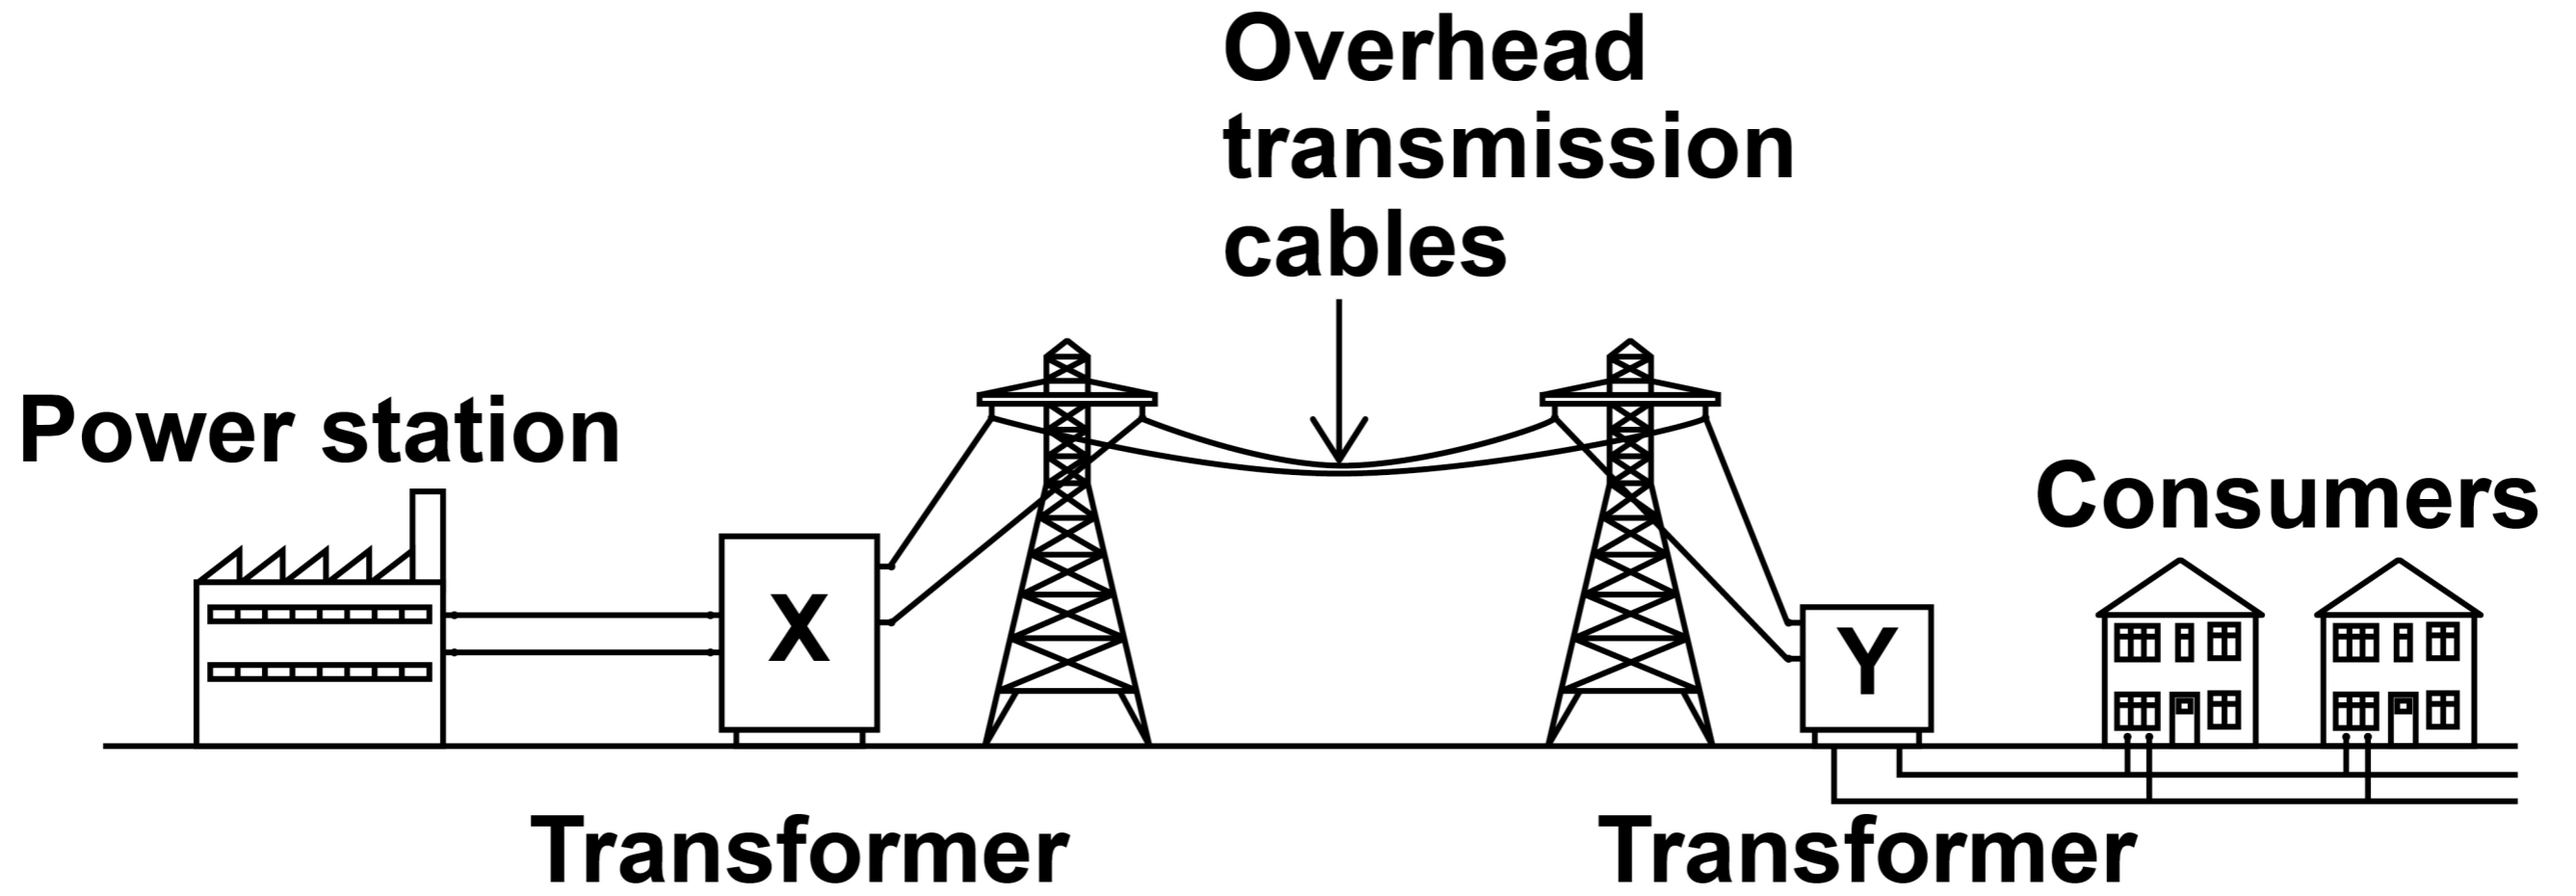 Overhead
transmission
cables
Power station
Consumers
X
Y
Transformer
Transformer